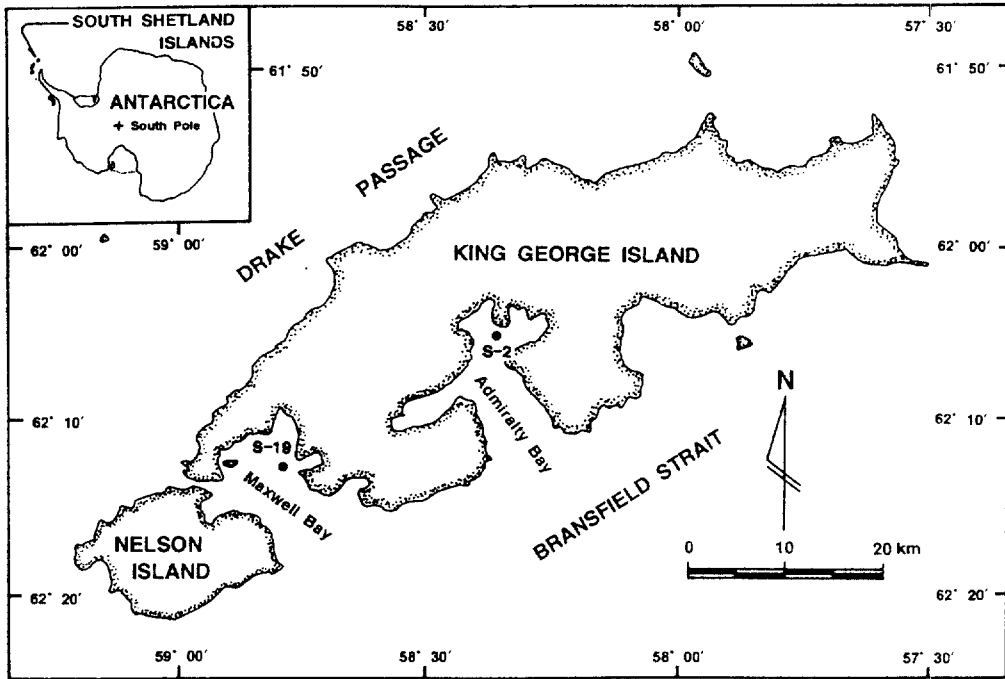 SOUTH SHETLAND
ISLANDS
ANTARCTICA
+ South Pole
58° 30′
58° 00′
57° 30′
61° 50′
61° 50′
DRAKE PASSAGE
59° 00′
62° 00′
KING GEORGE ISLAND
62° 00′
S-2
Admiralty Bay
N
62° 10′
62° 10′
S-19
Maxwell Bay
BRANSFIELD STRAIT
NELSON
ISLAND
0 10 20 km
62° 20′
62° 20′
59° 00′
58° 30′
58° 00′
57° 30′